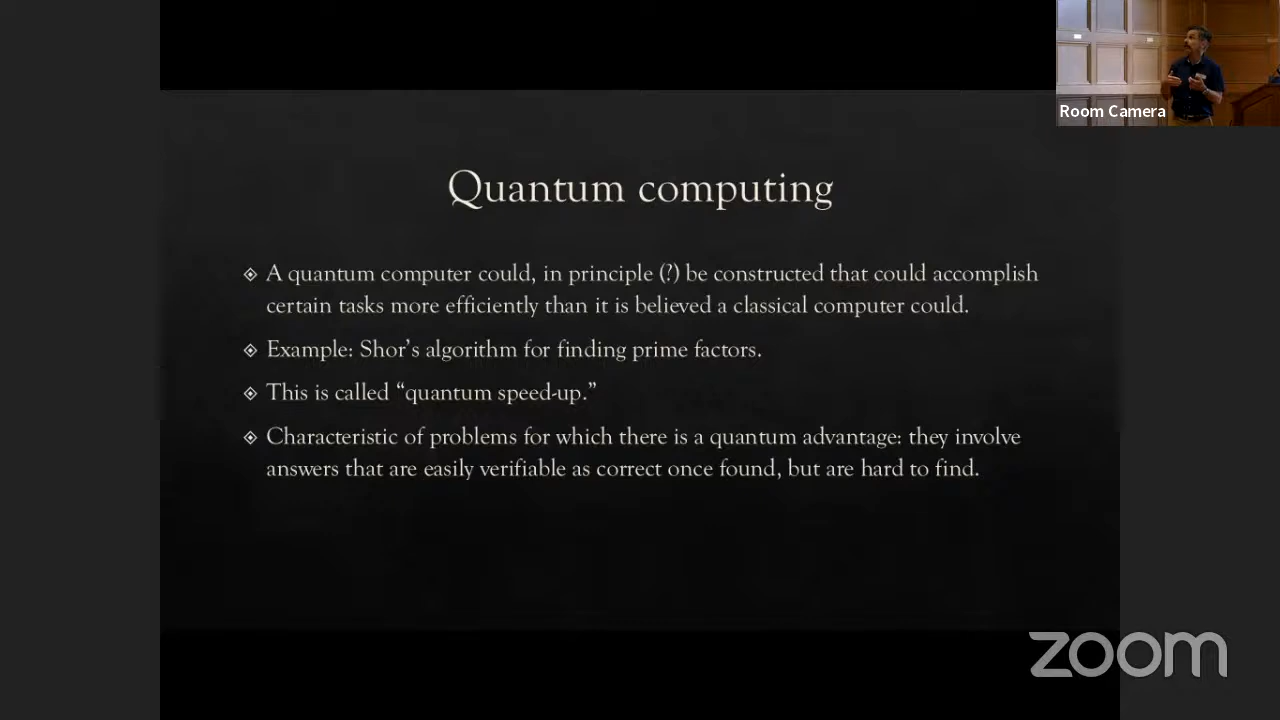 Room Camera
Quantum computing
A quantum computer could, in principle (?) be constructed that could accomplish
certain tasks more efficiently than it is believed a classical computer could.
Example: Shor’s algorithm for finding prime factors.
This is called “quantum speed-up.”
Characteristic of problems for which there is a quantum advantage: they involve
answers that are easily verifiable as correct once found, but are hard to find.
zoom